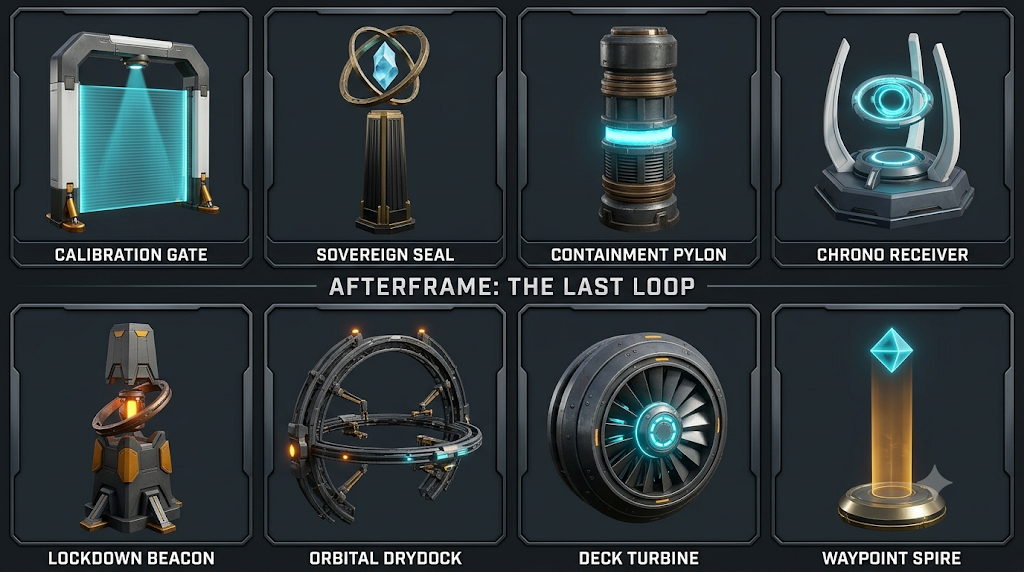 CALIBRATION GATE
SOVEREIGN SEAL
CONTAINMENT PYLON
CHRONO RECEIVER
AFTERFRAME: THE LAST LOOP
LOCKDOWN BEACON
ORBITAL DRYDOCK
DECK TURBINE
WAYPOINT SPIRE